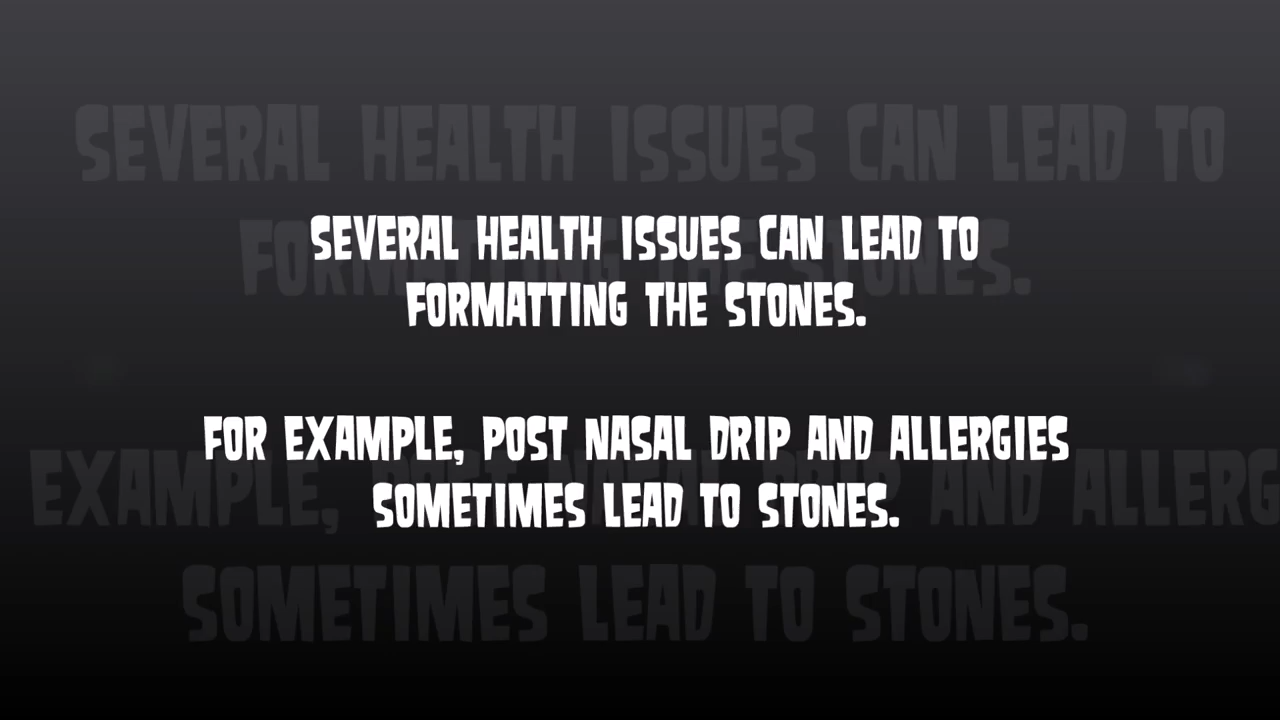 SEVERAL HEALTH ISSUES CAN LEAD TO
FORMATTING THE STONES.
FOR EXAMPLE, POST NASAL DRIP AND ALLERGIES
SOMETIMES LEAD TO STONES.